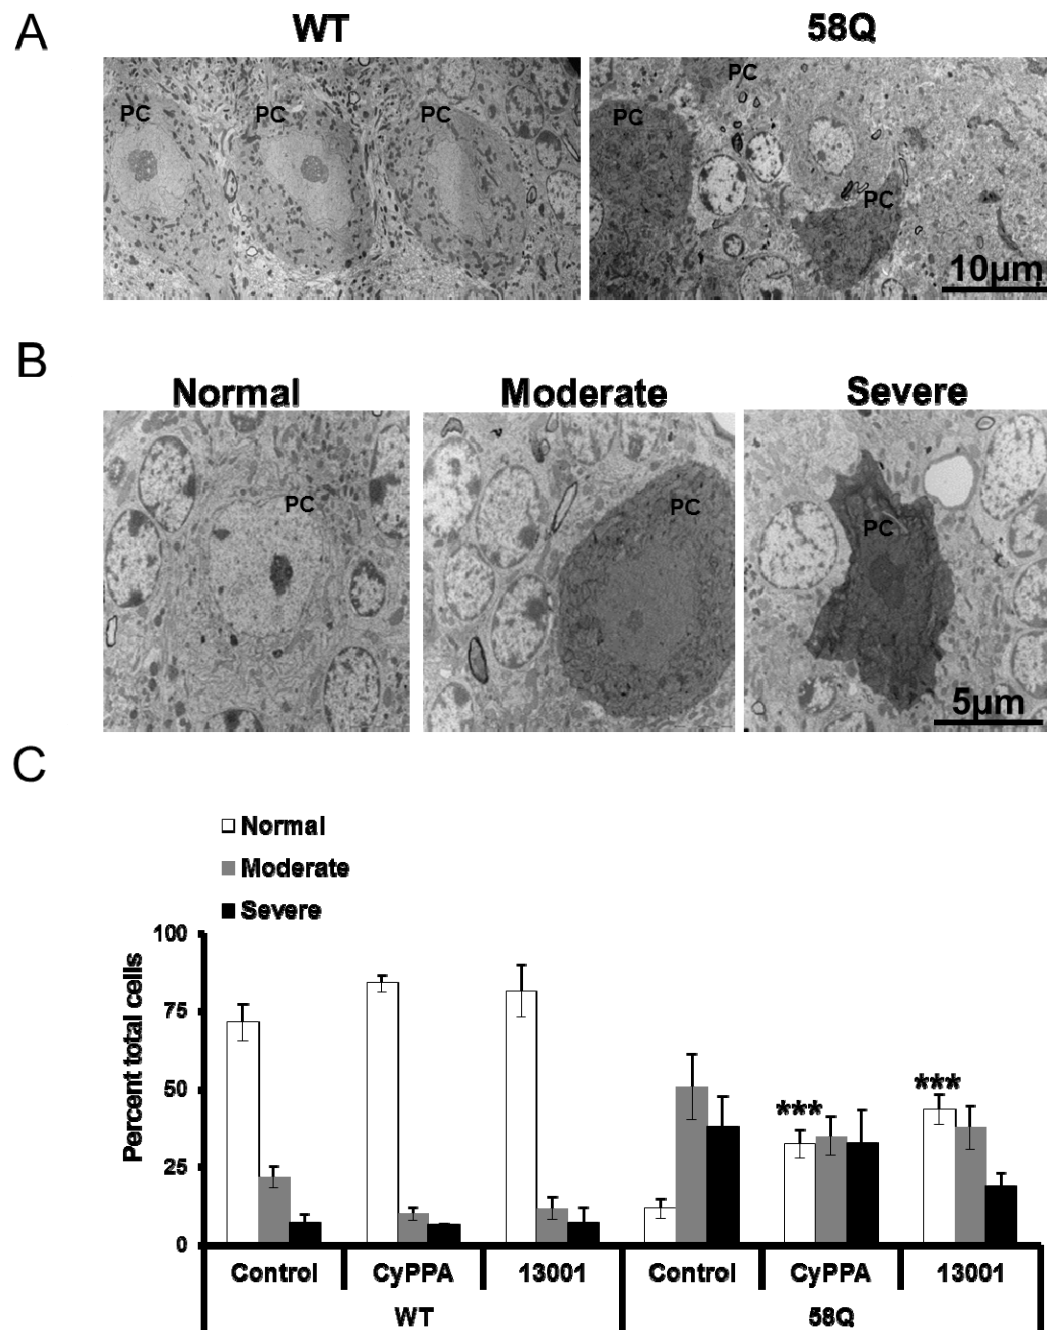 A
WT
58Q
PC
PC
PC
PC
PC
PC
10µm
B
Normal
Moderate
Severe
PC
PC
PC
5µm
C
Normal
Moderate
Severe
100
75
50
25
0
Percent total cells
***
***
Control
CyPPA
13001
Control
CyPPA
13001
WT
58Q